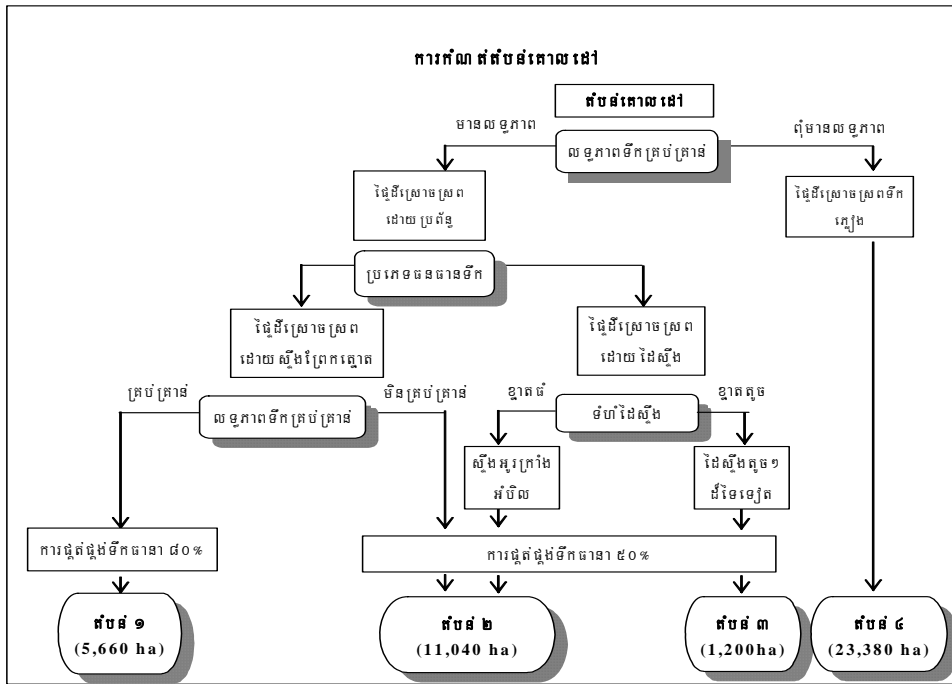 ការកំណត់តំបន់គោលដៅ
តំបន់គោលដៅ
មានលទ្ធភាព
ពុំមានលទ្ធភាព
លទ្ធភាពទឹកគ្រប់គ្រាន់
ផ្ទៃដីស្រោចស្រព
ដោយប្រព័ន្ធ
ផ្ទៃដីស្រោចស្រពទឹក
ភ្លៀង
ប្រភេទធនធានទឹក
ផ្ទៃដីស្រោចស្រព
ដោយស្ទឹងព្រែកត្នោត
ផ្ទៃដីស្រោចស្រព
ដោយដៃស្ទឹង
គ្រប់គ្រាន់
មិនគ្រប់គ្រាន់
ខ្នាតធំ
ខ្នាតតូច
លទ្ធភាពទឹកគ្រប់គ្រាន់
ទំហំដៃស្ទឹង
ស្ទឹងអូរក្រាំង
អំបិល
ដៃស្ទឹងតូចៗ
ដ៏ទៃទៀត
ការផ្គត់ផ្គង់ទឹកធានា ៨០%
ការផ្គត់ផ្គង់ទឹកធានា ៥០%
តំបន់ ១
(5,660 ha)
តំបន់ ២
(11,040 ha)
តំបន់ ៣
(1,200ha)
តំបន់ ៤
(23,380 ha)